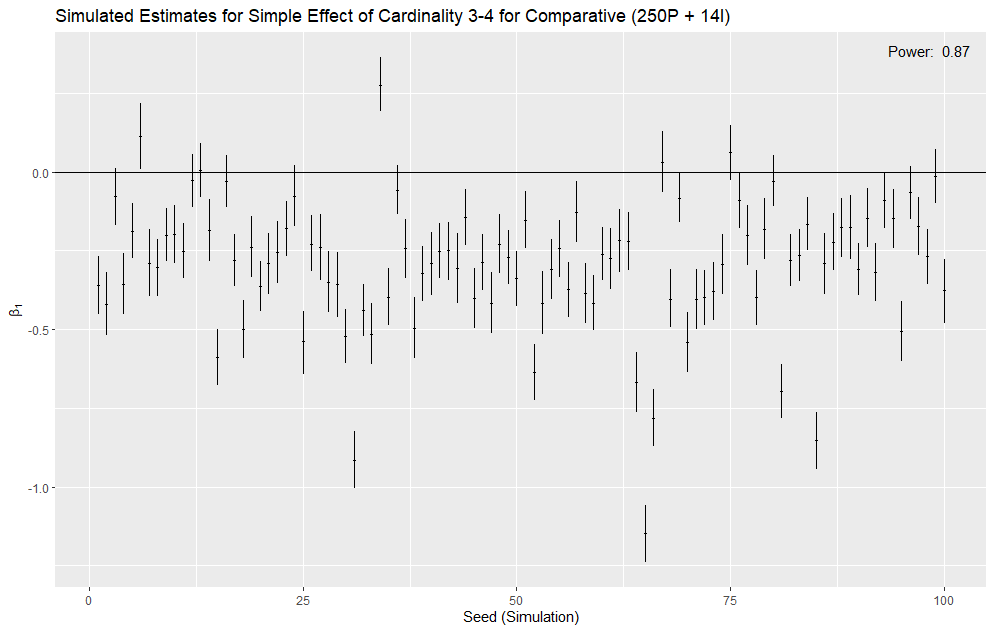 Simulated Estimates for Simple Effect of Cardinality 3-4 for Comparative (250P + 14I)
Power: 0.87
0.0
-0.5
-1.0
β1
0 25 50 75 100
Seed (Simulation)